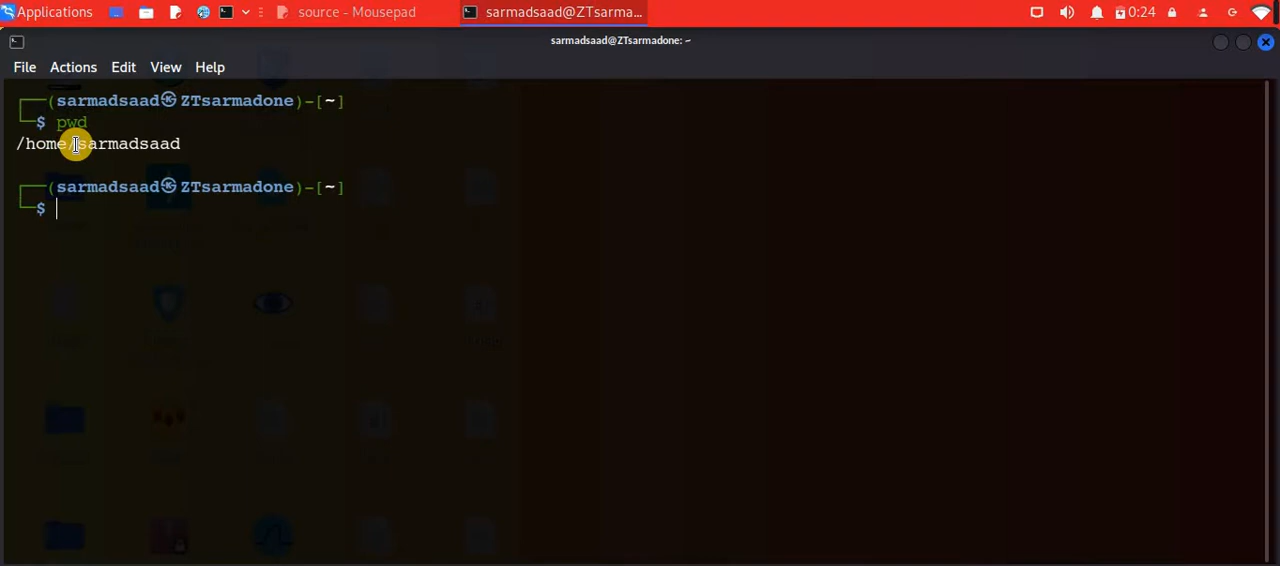 Applications source - Mousepad sarmadsaad@ZTsarma... 0:24
sarmadsaad@ZTsarmadone: ~
File Actions Edit View Help
┌──(sarmadsaad㉿ZTsarmadone)-[~]
└─$ pwd
/home/sarmadsaad
┌──(sarmadsaad㉿ZTsarmadone)-[~]
└─$